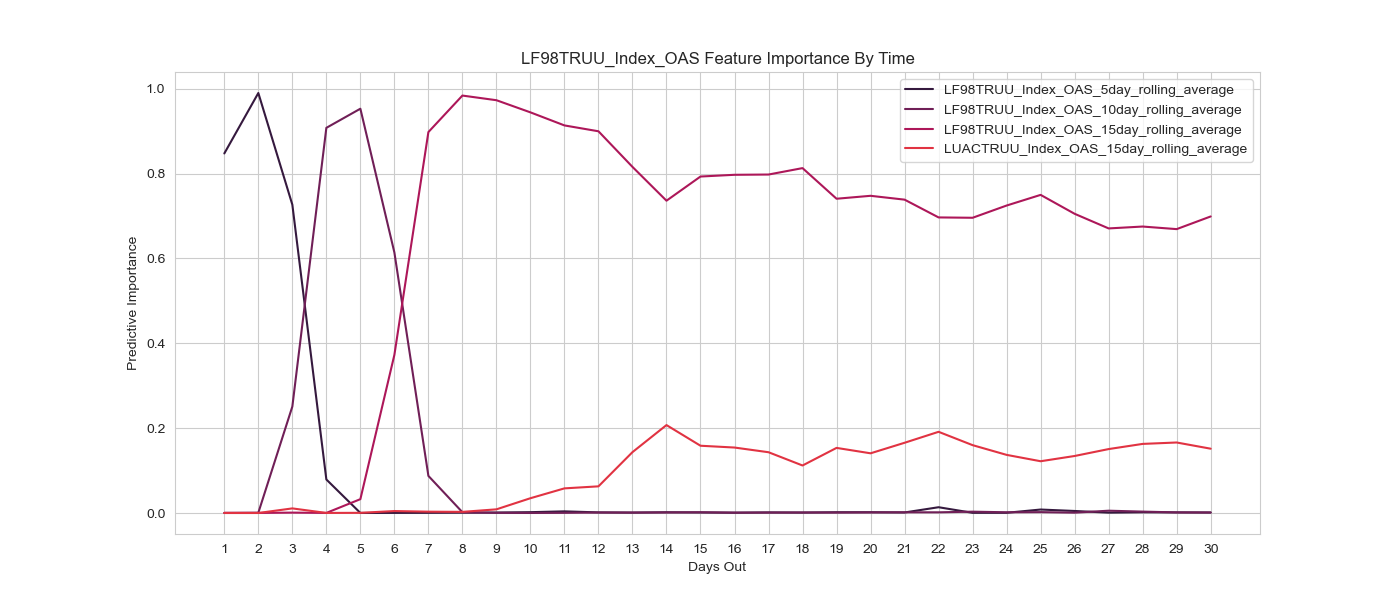 LF98TRUU_Index_OAS Feature Importance By Time
LF98TRUU_Index_OAS_5day_rolling_average
LF98TRUU_Index_OAS_10day_rolling_average
LF98TRUU_Index_OAS_15day_rolling_average
LUACTRUU_Index_OAS_15day_rolling_average
Predictive Importance
1.0
0.8
0.6
0.4
0.2
0.0
1 2 3 4 5 6 7 8 9 10 11 12 13 14 15 16 17 18 19 20 21 22 23 24 25 26 27 28 29 30
Days Out